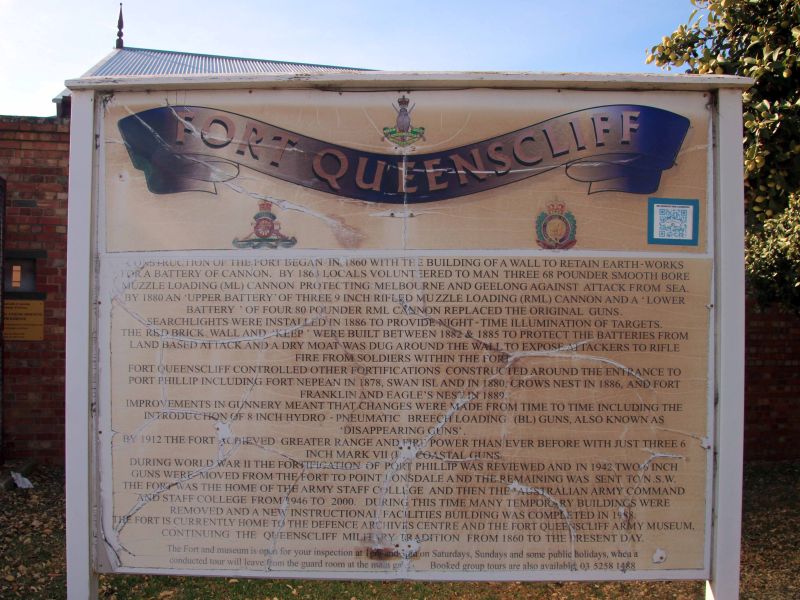 FORT QUEENSCLIFF
CONSTRUCTION OF THE FORT BEGAN IN 1860 WITH THE BUILDING OF A WALL TO RETAIN EARTH-WORKS
FOR A BATTERY OF CANNON. BY 1863 LOCALS VOLUNTEERED TO MAN THREE 68 POUNDER SMOOTH BORE
MUZZLE LOADING (ML) CANNON PROTECTING MELBOURNE AND GEELONG AGAINST ATTACK FROM SEA.
BY 1880 AN 'UPPER BATTERY' OF THREE 9 INCH RIFLED MUZZLE LOADING (RML) CANNON AND A 'LOWER
BATTERY' OF FOUR 80 POUNDER RML CANNON REPLACED THE ORIGINAL GUNS.
SEARCHLIGHTS WERE INSTALLED IN 1886 TO PROVIDE NIGHT-TIME ILLUMINATION OF TARGETS.
THE RED BRICK WALL AND 'KEEP' WERE BUILT BETWEEN 1882 & 1885 TO PROTECT THE BATTERIES FROM
LAND BASED ATTACK AND A DRY MOAT WAS DUG AROUND THE WALL TO EXPOSE ATTACKERS TO RIFLE
FIRE FROM SOLDIERS WITHIN THE FORT
FORT QUEENSCLIFF CONTROLLED OTHER FORTIFICATIONS CONSTRUCTED AROUND THE ENTRANCE TO
PORT PHILLIP INCLUDING FORT NEPEAN IN 1878, SWAN ISLAND IN 1880, CROWS NEST IN 1886, AND FORT
FRANKLIN AND EAGLE'S NEST IN 1889.
IMPROVEMENTS IN GUNNERY MEANT THAT CHANGES WERE MADE FROM TIME TO TIME INCLUDING THE
INTRODUCTION OF 8 INCH HYDRO - PNEUMATIC BREECH LOADING (BL) GUNS, ALSO KNOWN AS
'DISAPPEARING GUNS'.
BY 1912 THE FORT ACHIEVED GREATER RANGE AND FIRE POWER THAN EVER BEFORE WITH JUST THREE 6
INCH MARK VII COASTAL GUNS.
DURING WORLD WAR II THE FORTIFICATION OF PORT PHILLIP WAS REVIEWED AND IN 1942 TWO 6 INCH
GUNS WERE MOVED FROM THE FORT TO POINT LONSDALE AND THE REMAINING WAS SENT TO N.S.W.
THE FORT WAS THE HOME OF THE ARMY STAFF COLLEGE AND THEN THE AUSTRALIAN ARMY COMMAND
AND STAFF COLLEGE FROM 1946 TO 2000. DURING THIS TIME MANY TEMPORARY BUILDINGS WERE
REMOVED AND A NEW INSTRUCTIONAL FACILITIES BUILDING WAS COMPLETED IN
THE FORT IS CURRENTLY HOME TO THE DEFENCE ARCHIVES CENTRE AND THE FORT QUEENSCLIFF ARMY MUSEUM,
CONTINUING THE QUEENSCLIFF MILITARY TRADITION FROM 1860 TO THE PRESENT DAY.
The Fort and museum is open for your inspection at 1pm and 3pm on Saturdays, Sundays and some public holidays, when a
conducted tour will leave from the guard room at the main Booked group tours are also available 03 5258 1488